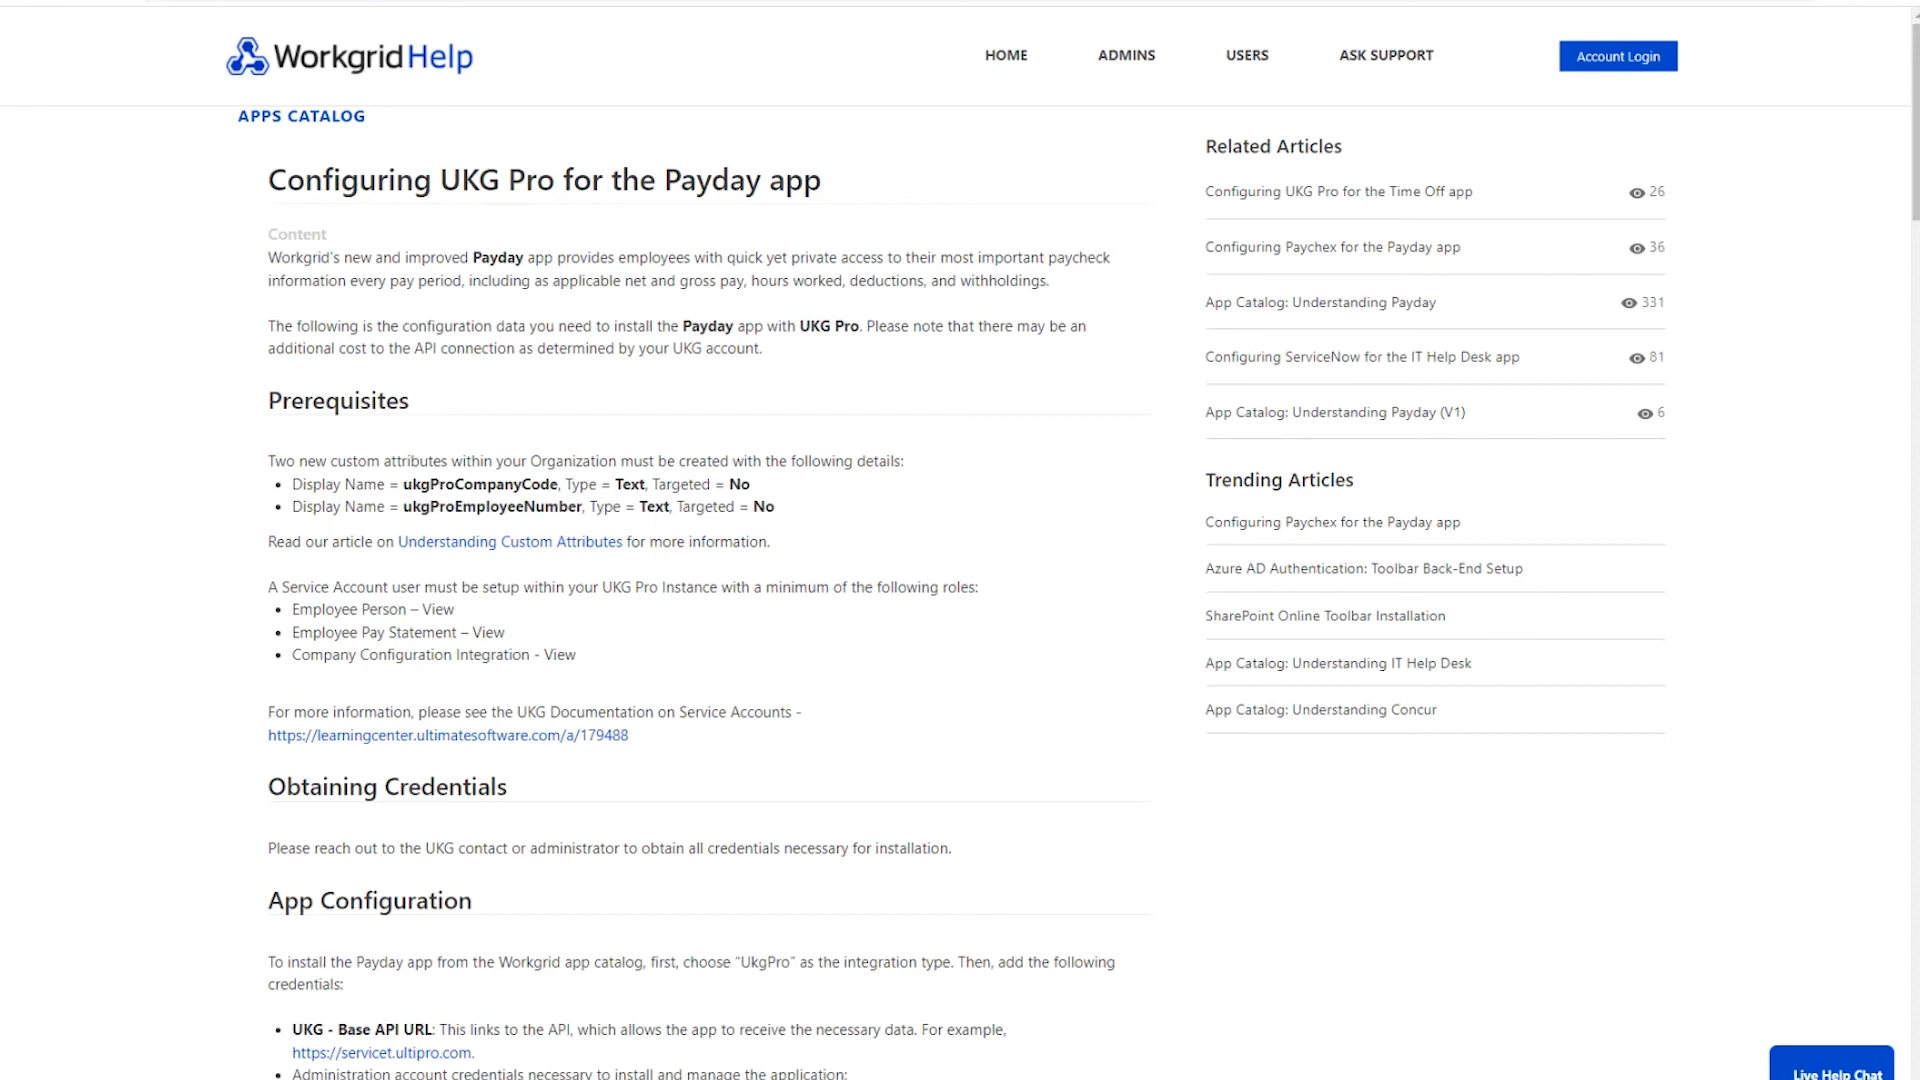 Workgrid Help
HOME
ADMINS
USERS
ASK SUPPORT
Account Login
APPS CATALOG
Configuring UKG Pro for the Payday app
Content
Workgrid's new and improved Payday app provides employees with quick yet private access to their most important paycheck
information every pay period, including as applicable net and gross pay, hours worked, deductions, and withholdings.
The following is the configuration data you need to install the Payday app with UKG Pro. Please note that there may be an
additional cost to the API connection as determined by your UKG account.
Prerequisites
Two new custom attributes within your Organization must be created with the following details:
• Display Name = ukgProCompanyCode, Type = Text, Targeted = No
• Display Name = ukgProEmployeeNumber, Type = Text, Targeted = No
Read our article on Understanding Custom Attributes for more information.
A Service Account user must be setup within your UKG Pro Instance with a minimum of the following roles:
• Employee Person – View
• Employee Pay Statement – View
• Company Configuration Integration - View
For more information, please see the UKG Documentation on Service Accounts -
https://learningcenter.ultimatesoftware.com/a/179488
Obtaining Credentials
Please reach out to the UKG contact or administrator to obtain all credentials necessary for installation.
App Configuration
To install the Payday app from the Workgrid app catalog, first, choose "UkgPro" as the integration type. Then, add the following
credentials:
• UKG - Base API URL: This links to the API, which allows the app to receive the necessary data. For example,
https://servicet.ultipro.com.
• Administration account credentials necessary to install and manage the application:
Related Articles
Configuring UKG Pro for the Time Off app 26
Configuring Paychex for the Payday app 36
App Catalog: Understanding Payday 331
Configuring ServiceNow for the IT Help Desk app 81
App Catalog: Understanding Payday (V1) 6
Trending Articles
Configuring Paychex for the Payday app
Azure AD Authentication: Toolbar Back-End Setup
SharePoint Online Toolbar Installation
App Catalog: Understanding IT Help Desk
App Catalog: Understanding Concur
Live Help Chat